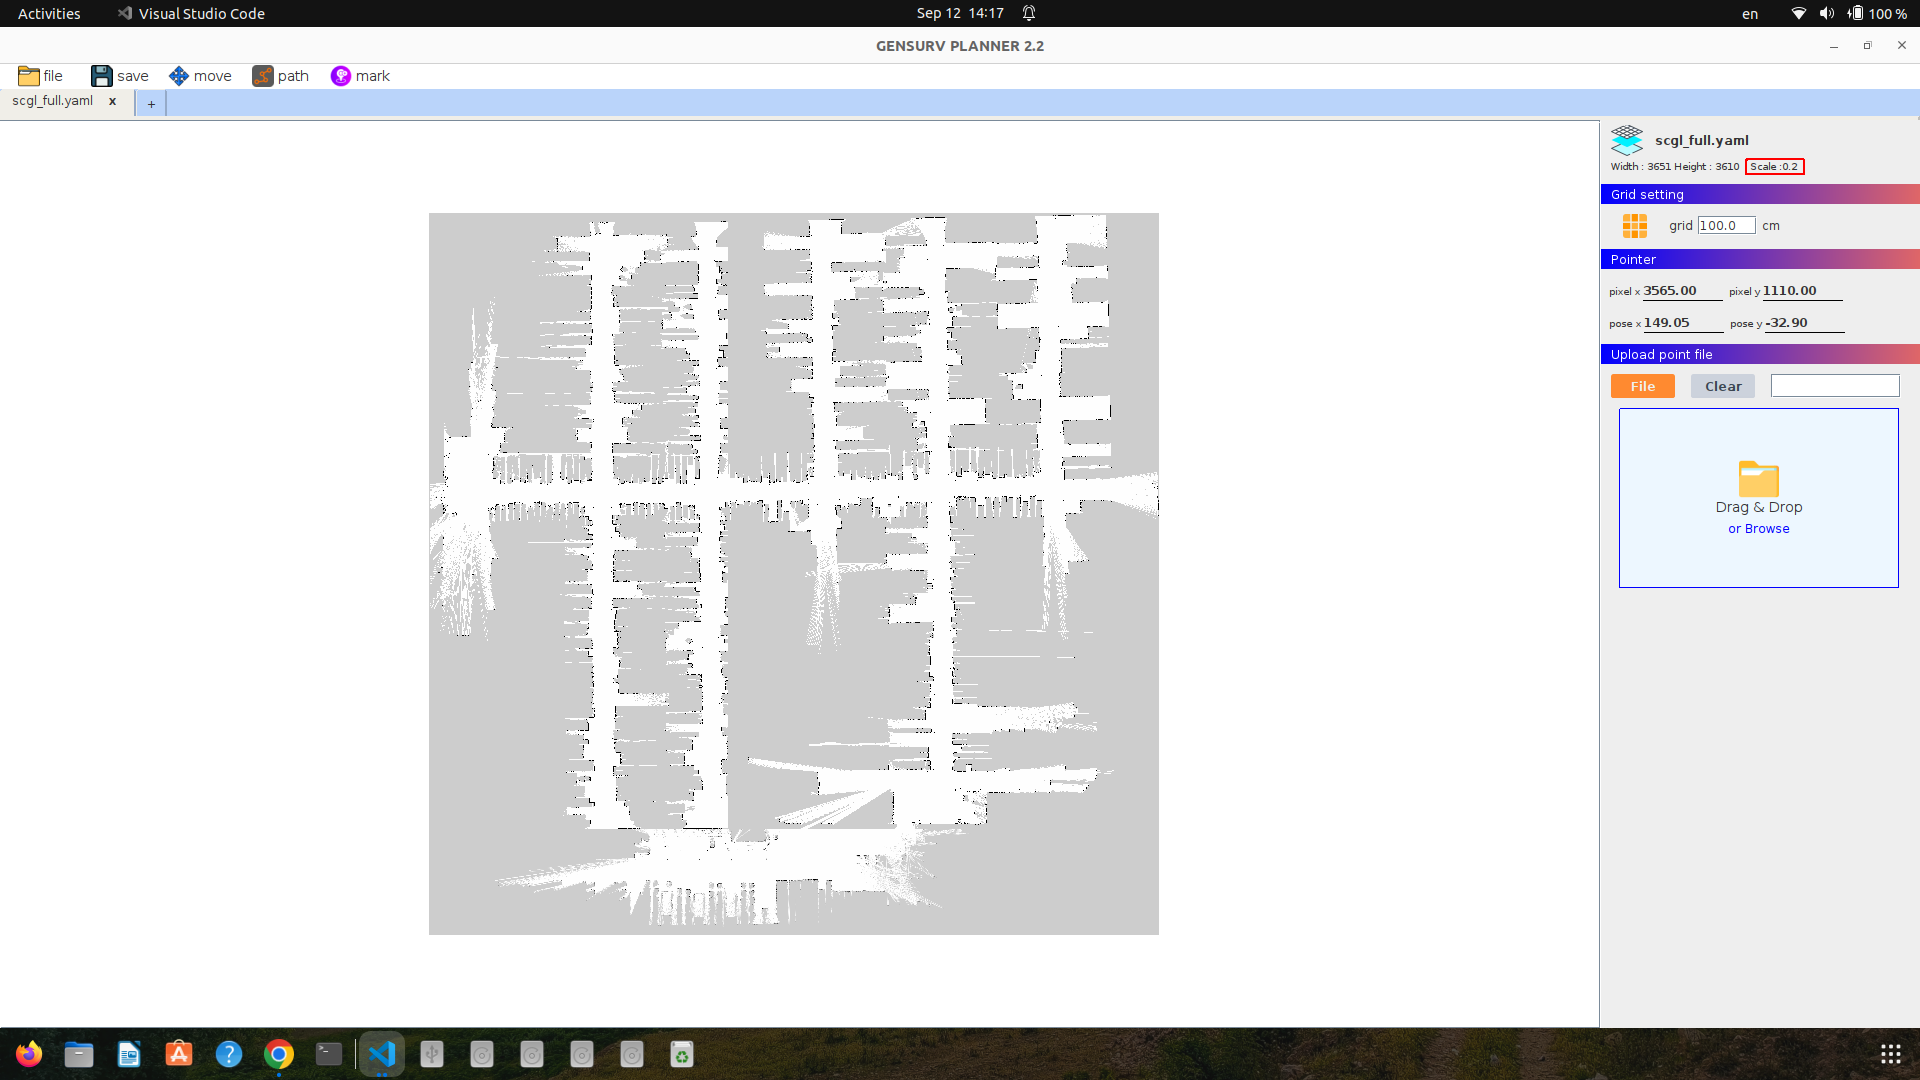 Activities
Visual Studio Code
Sep 12 14:17
en
100 %
GENSURV PLANNER 2.2
file
save
move
path
mark
scgl_full.yaml x
+
scgl_full.yaml
Width : 3651 Height : 3610 Scale :0.2
Grid setting
grid 100.0 cm
Pointer
pixel x 3565.00 pixel y 1110.00
pose x 149.05 pose y -32.90
Upload point file
File
Clear
Drag & Drop
or Browse